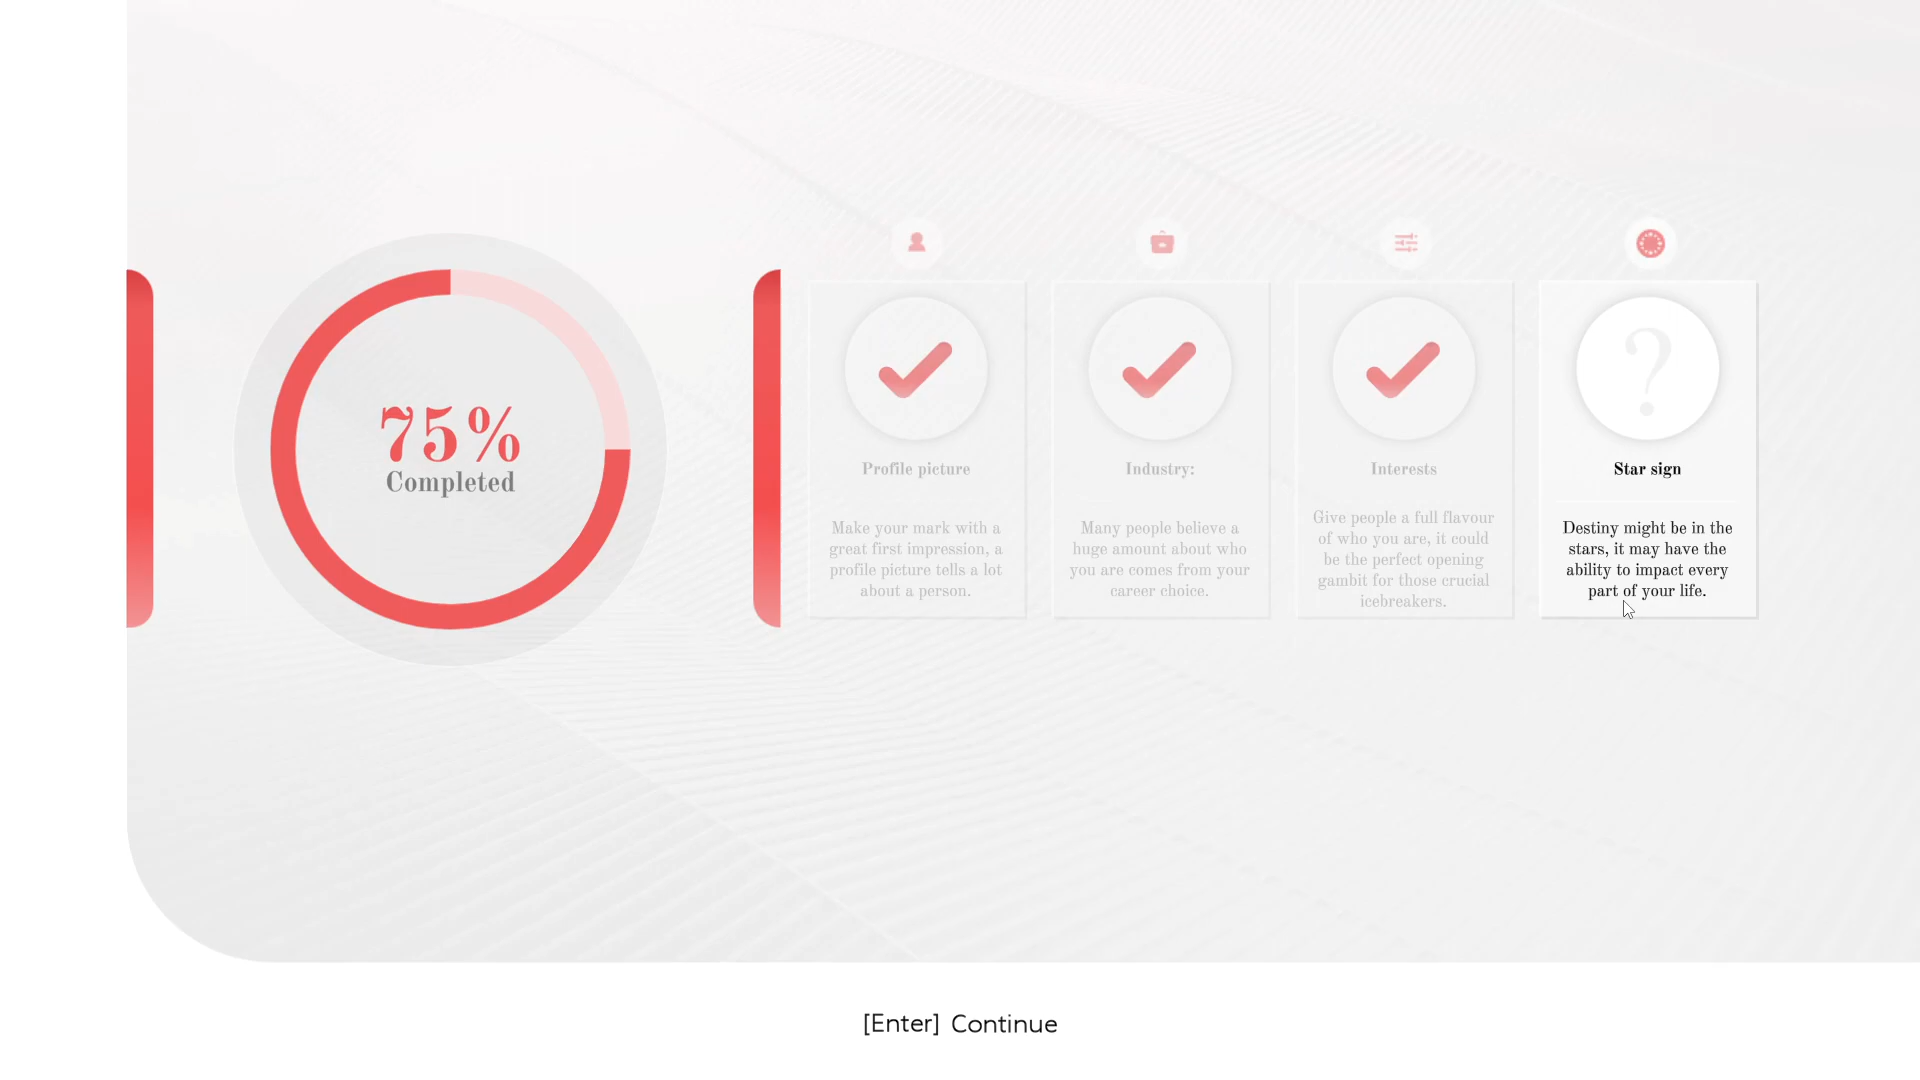 75%
Completed
Profile picture
Make your mark with a
great first impression, a
profile picture tells a lot
about a person.
Industry:
Many people believe a
huge amount about who
you are comes from your
career choice.
Interests
Give people a full flavour
of who you are, it could
be the perfect opening
gambit for those crucial
icebreakers.
?
Star sign
Destiny might be in the
stars, it may have the
ability to impact every
part of your life.
[Enter] Continue